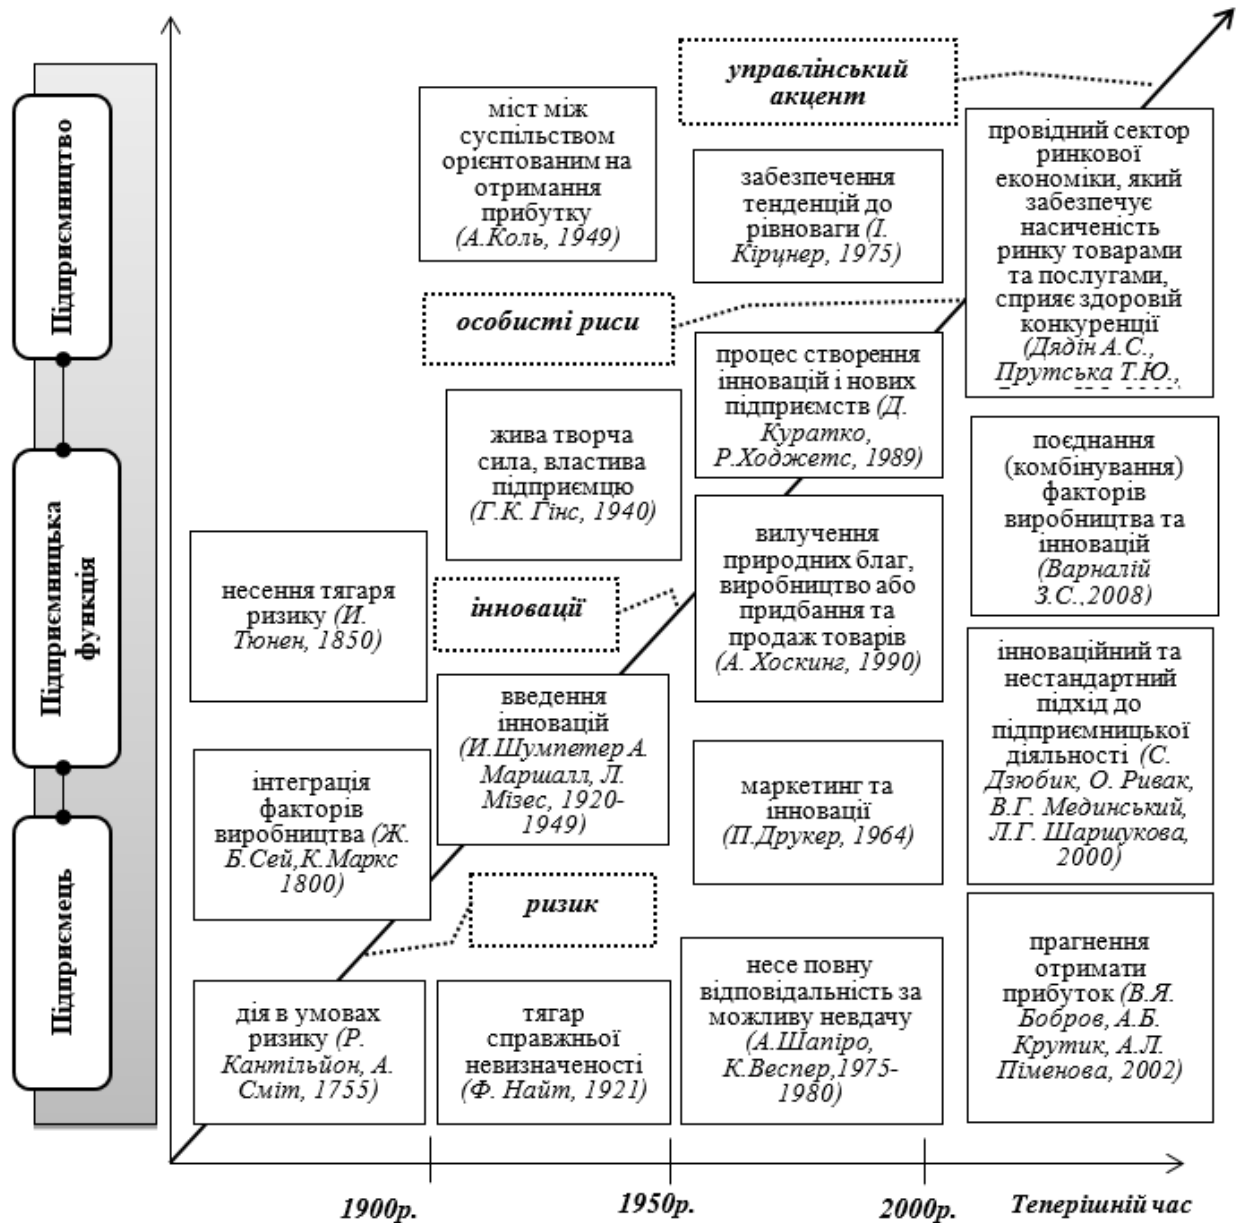 Підприємництво
Підприємницька
функція
Підприємець
міст між
суспільством
орієнтованим на
отримання
прибутку
(А.Коль, 1949)
управлінський
акцент
забезпечення
тенденцій до
рівноваги (І.
Кірцнер, 1975)
провідний сектор
ринкової
економіки, який
забезпечує
насиченість
ринку товарами
та послугами,
сприяє здоровій
конкуренції
(Дядін А.С.,
Прутська Т.Ю.,
особисті риси
процес створення
інновацій і нових
підприємств (Д.
Куратко,
Р.Ходжетс, 1989)
жива творча
сила, властива
підприємцю
(Г.К. Гінс, 1940)
поєднання
(комбінування)
факторів
виробництва та
інновацій
(Варналій
З.С.,2008)
несення тягаря
ризику (И.
Тюнен, 1850)
інновації
вилучення
природних благ,
виробництво або
придбання та
продаж товарів
(А. Хоскинг, 1990)
введення
інновацій
(И.Шумпетер А.
Маршалл, Л.
Мізес, 1920-
1949)
інноваційний та
нестандартний
підхід до
підприємницької
діяльності (С.
Дзюбик, О. Ривак,
В.Г. Мединський,
Л.Г. Шаршукова,
2000)
інтеграція
факторів
виробництва (Ж.
Б.Сей,К.Маркс
1800)
маркетинг та
інновації
(П.Друкер, 1964)
ризик
дія в умовах
ризику (Р.
Кантільйон, А.
Сміт, 1755)
тягар
справжньої
невизначеності
(Ф. Найт, 1921)
несе повну
відповідальність за
можливу невдачу
(А.Шапіро,
К.Веспер,1975-
1980)
прагнення
отримати
прибуток (В.Я.
Бобров, А.Б.
Крутик, А.Л.
Піменова, 2002)
1900р.
1950р.
2000р.
Теперішній час